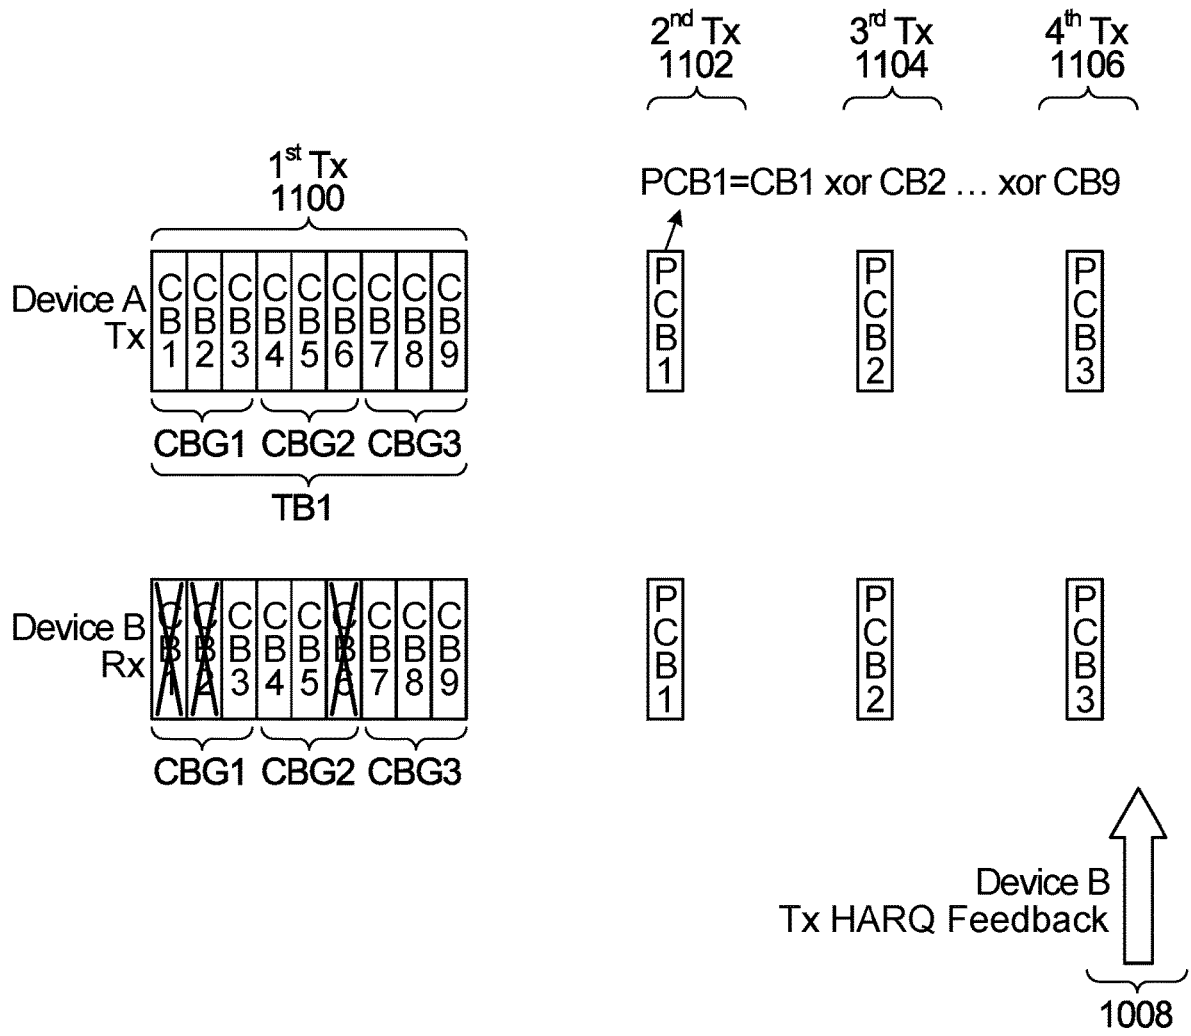 2nd Tx
1102
3rd Tx
1104
4th Tx
1106
1st Tx
1100
PCB1=CB1 xor CB2 ... xor CB9
Device A
Tx
CB1
CB2
CB3
CB4
CB5
CB6
CB7
CB8
CB9
PCB1
PCB2
PCB3
CBG1
CBG2
CBG3
TB1
Device B
Rx
CB1
CB2
CB3
CB4
CB5
CB6
CB7
CB8
CB9
PCB1
PCB2
PCB3
CBG1
CBG2
CBG3
Device B
Tx HARQ Feedback
1008